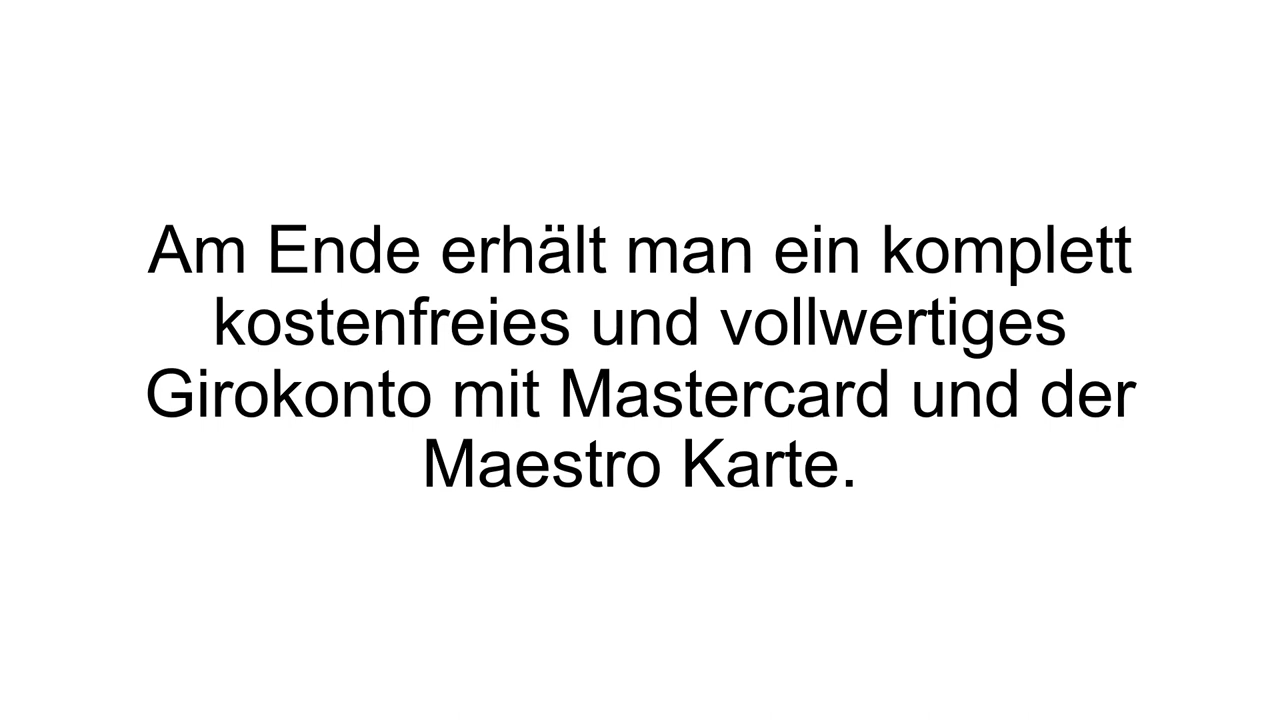 Am Ende erhält man ein komplett
kostenfreies und vollwertiges
Girokonto mit Mastercard und der
Maestro Karte.